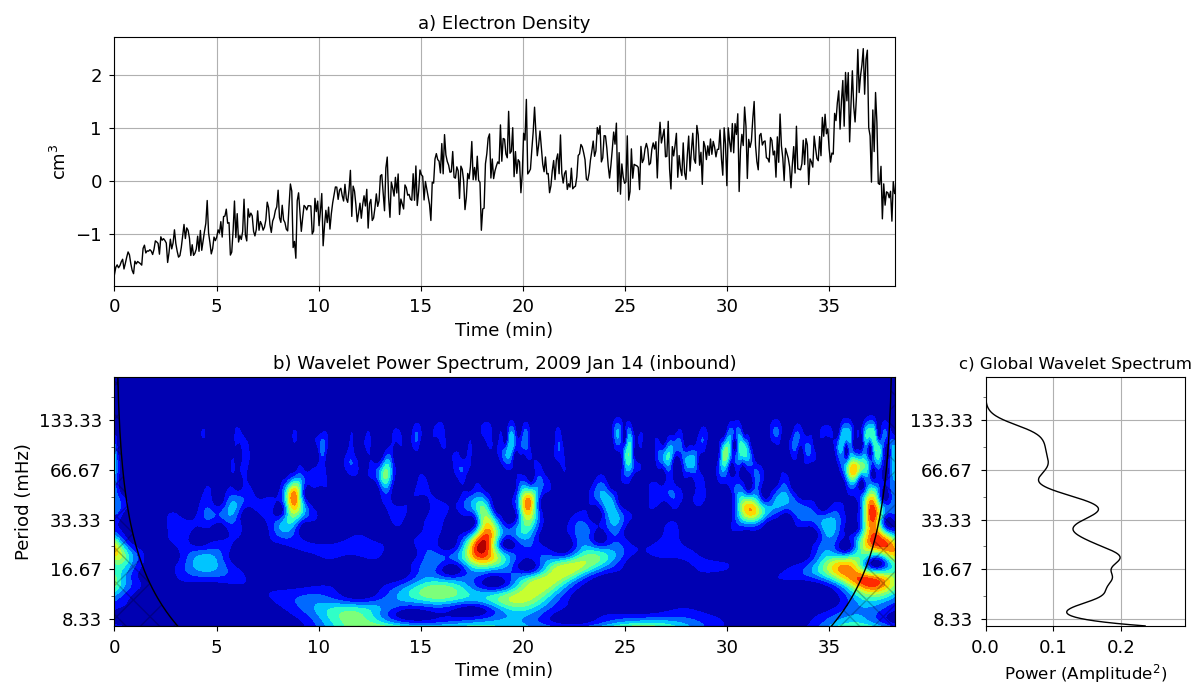 a) Electron Density
cm³
2
1
0
−1
0 5 10 15 20 25 30 35
Time (min)
b) Wavelet Power Spectrum, 2009 Jan 14 (inbound)
c) Global Wavelet Spectrum
Period (mHz)
133.33
66.67
33.33
16.67
8.33
0 5 10 15 20 25 30 35
Time (min)
133.33
66.67
33.33
16.67
8.33
0.0 0.1 0.2
Power (Amplitude²)